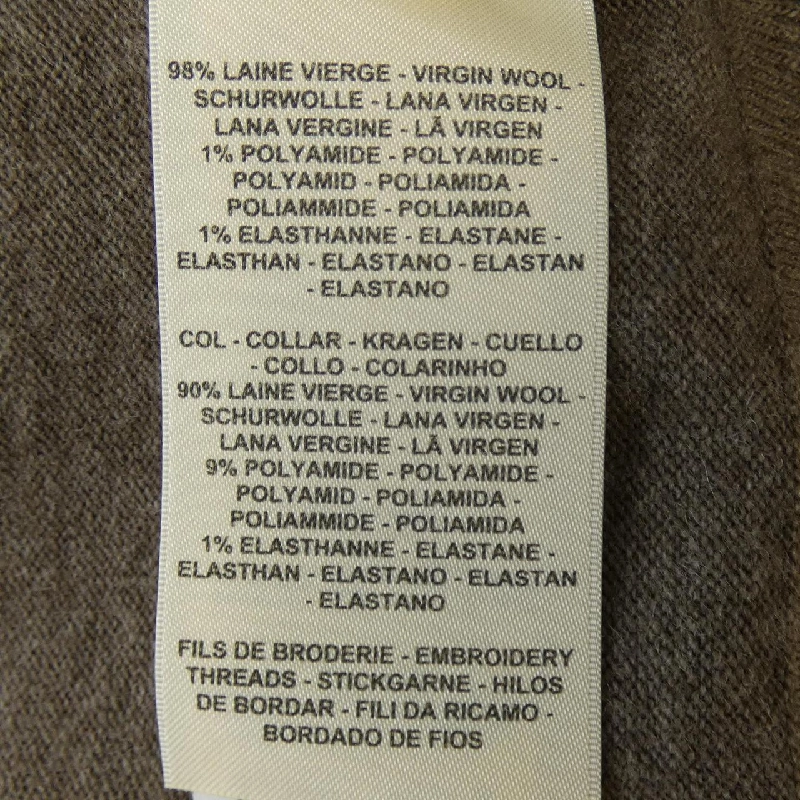 98% LAINE VIERGE - VIRGIN WOOL -
SCHURWOLLE - LANA VIRGEN -
LANA VERGINE - LÃ VIRGEN
1% POLYAMIDE - POLYAMIDE -
POLYAMID - POLIAMIDA -
POLIAMMIDE - POLIAMIDA
1% ELASTHANNE - ELASTANE -
ELASTHAN - ELASTANO - ELASTAN
- ELASTANO
COL - COLLAR - KRAGEN - CUELLO
- COLLO - COLARINHO
90% LAINE VIERGE - VIRGIN WOOL -
SCHURWOLLE - LANA VIRGEN -
LANA VERGINE - LÃ VIRGEN
9% POLYAMIDE - POLYAMIDE -
POLYAMID - POLIAMIDA -
POLIAMMIDE - POLIAMIDA
1% ELASTHANNE - ELASTANE -
ELASTHAN - ELASTANO - ELASTAN
- ELASTANO
FILS DE BRODERIE - EMBROIDERY
THREADS - STICKGARNE - HILOS
DE BORDAR - FILI DA RICAMO -
BORDADO DE FIOS